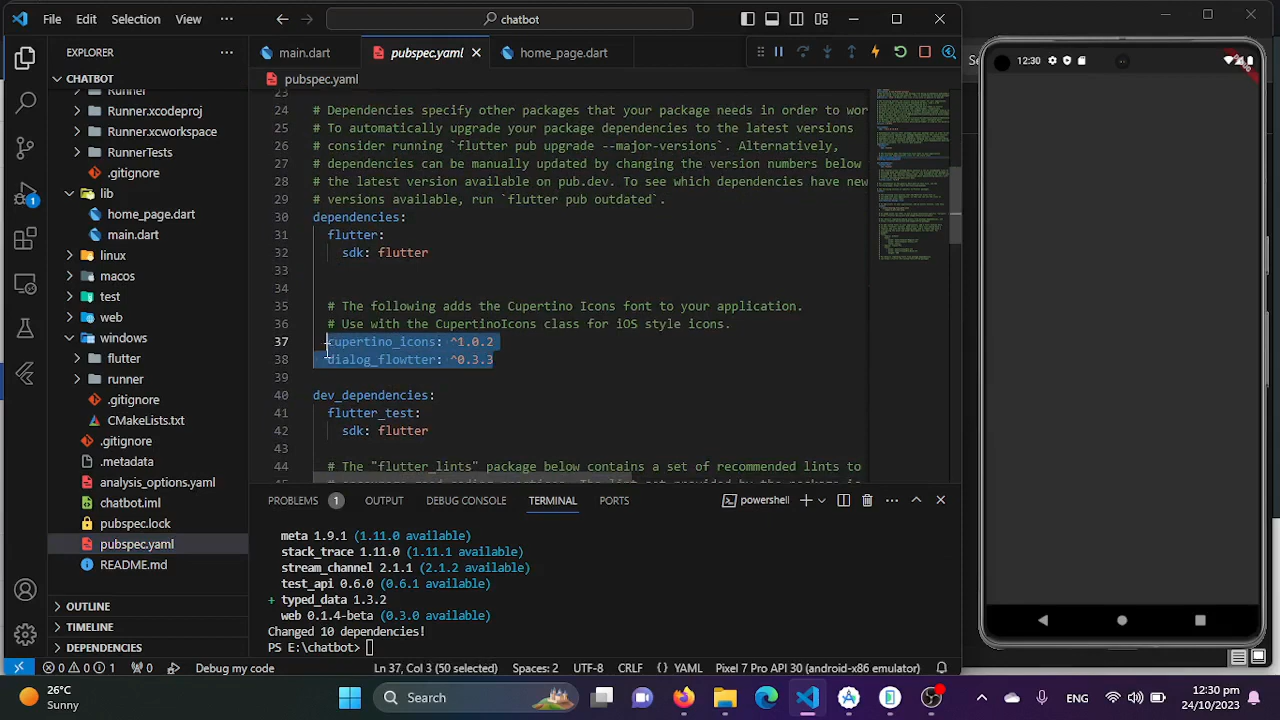 File Edit Selection View
chatbot
EXPLORER
main.dart
pubspec.yaml
home_page.dart
CHATBOT
pubspec.yaml
Runner.xcodeproj
Runner.xcworkspace
RunnerTests
.gitignore
lib
home_page.dart
main.dart
linux
macos
test
web
windows
flutter
runner
.gitignore
CMakeLists.txt
.gitignore
.metadata
analysis_options.yaml
chatbot.iml
pubspec.lock
pubspec.yaml
README.md
OUTLINE
TIMELINE
DEPENDENCIES
1
23
24 # Dependencies specify other packages that your package needs in order to wor
25 # To automatically upgrade your package dependencies to the latest versions
26 # consider running `flutter pub upgrade --major-versions`. Alternatively,
27 # dependencies can be manually updated by changing the version numbers below
28 # the latest version available on pub.dev. To see which dependencies have new
29 # versions available, run `flutter pub outdated`.
30 dependencies:
31 flutter:
32 sdk: flutter
33
34
35 # The following adds the Cupertino Icons font to your application.
36 # Use with the CupertinoIcons class for iOS style icons.
37 cupertino_icons: ^1.0.2
38 dialog_flowtter: ^0.3.3
39
40 dev_dependencies:
41 flutter_test:
42 sdk: flutter
43
44 # The "flutter_lints" package below contains a set of recommended lints to
PROBLEMS 1 OUTPUT DEBUG CONSOLE TERMINAL PORTS
powershell
meta 1.9.1 (1.11.0 available)
stack_trace 1.11.0 (1.11.1 available)
stream_channel 2.1.1 (2.1.2 available)
test_api 0.6.0 (0.6.1 available)
+ typed_data 1.3.2
web 0.1.4-beta (0.3.0 available)
Changed 10 dependencies!
PS E:\chatbot>
0 0 1 0 Debug my code Ln 37, Col 3 (50 selected) Spaces: 2 UTF-8 CRLF {} YAML Pixel 7 Pro API 30 (android-x86 emulator)
Se
12:30
26°C
Sunny
Search
ENG
12:30 pm
24/10/2023